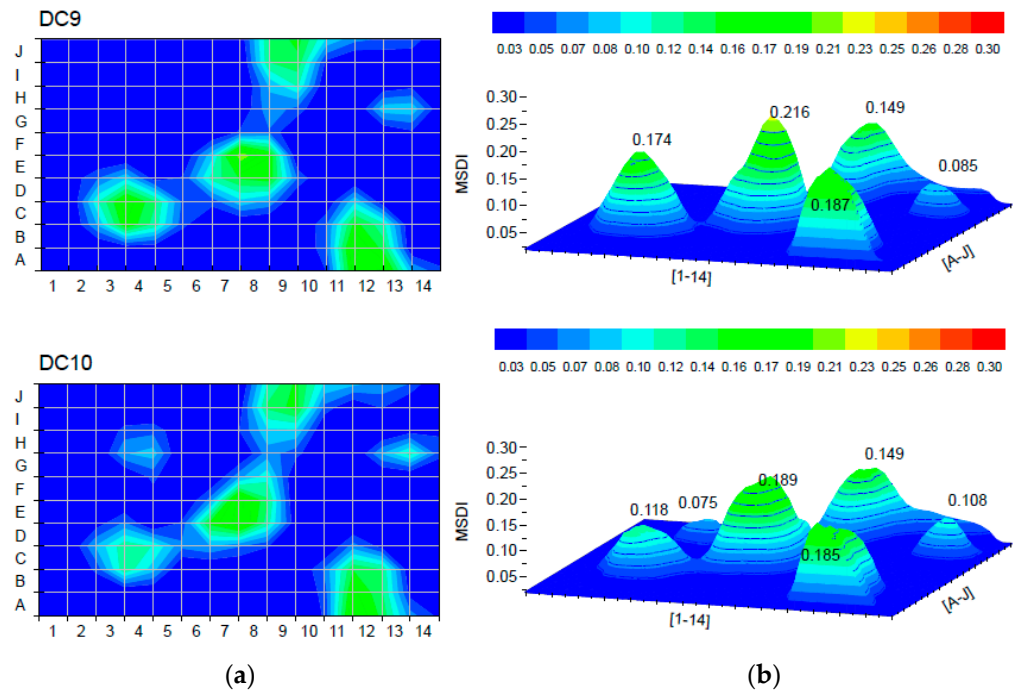 DC9
J
I
H
G
F
E
D
C
B
A
1 2 3 4 5 6 7 8 9 10 11 12 13 14
0.03 0.05 0.07 0.08 0.10 0.12 0.14 0.16 0.17 0.19 0.21 0.23 0.25 0.26 0.28 0.30
MSDI
0.30
0.25
0.20
0.15
0.10
0.05
0.174
0.216
0.149
0.085
0.187
[1-14]
[A-J]
DC10
J
I
H
G
F
E
D
C
B
A
1 2 3 4 5 6 7 8 9 10 11 12 13 14
0.03 0.05 0.07 0.08 0.10 0.12 0.14 0.16 0.17 0.19 0.21 0.23 0.25 0.26 0.28 0.30
MSDI
0.30
0.25
0.20
0.15
0.10
0.05
0.118
0.075
0.189
0.149
0.108
0.185
[1-14]
[A-J]
(a) (b)